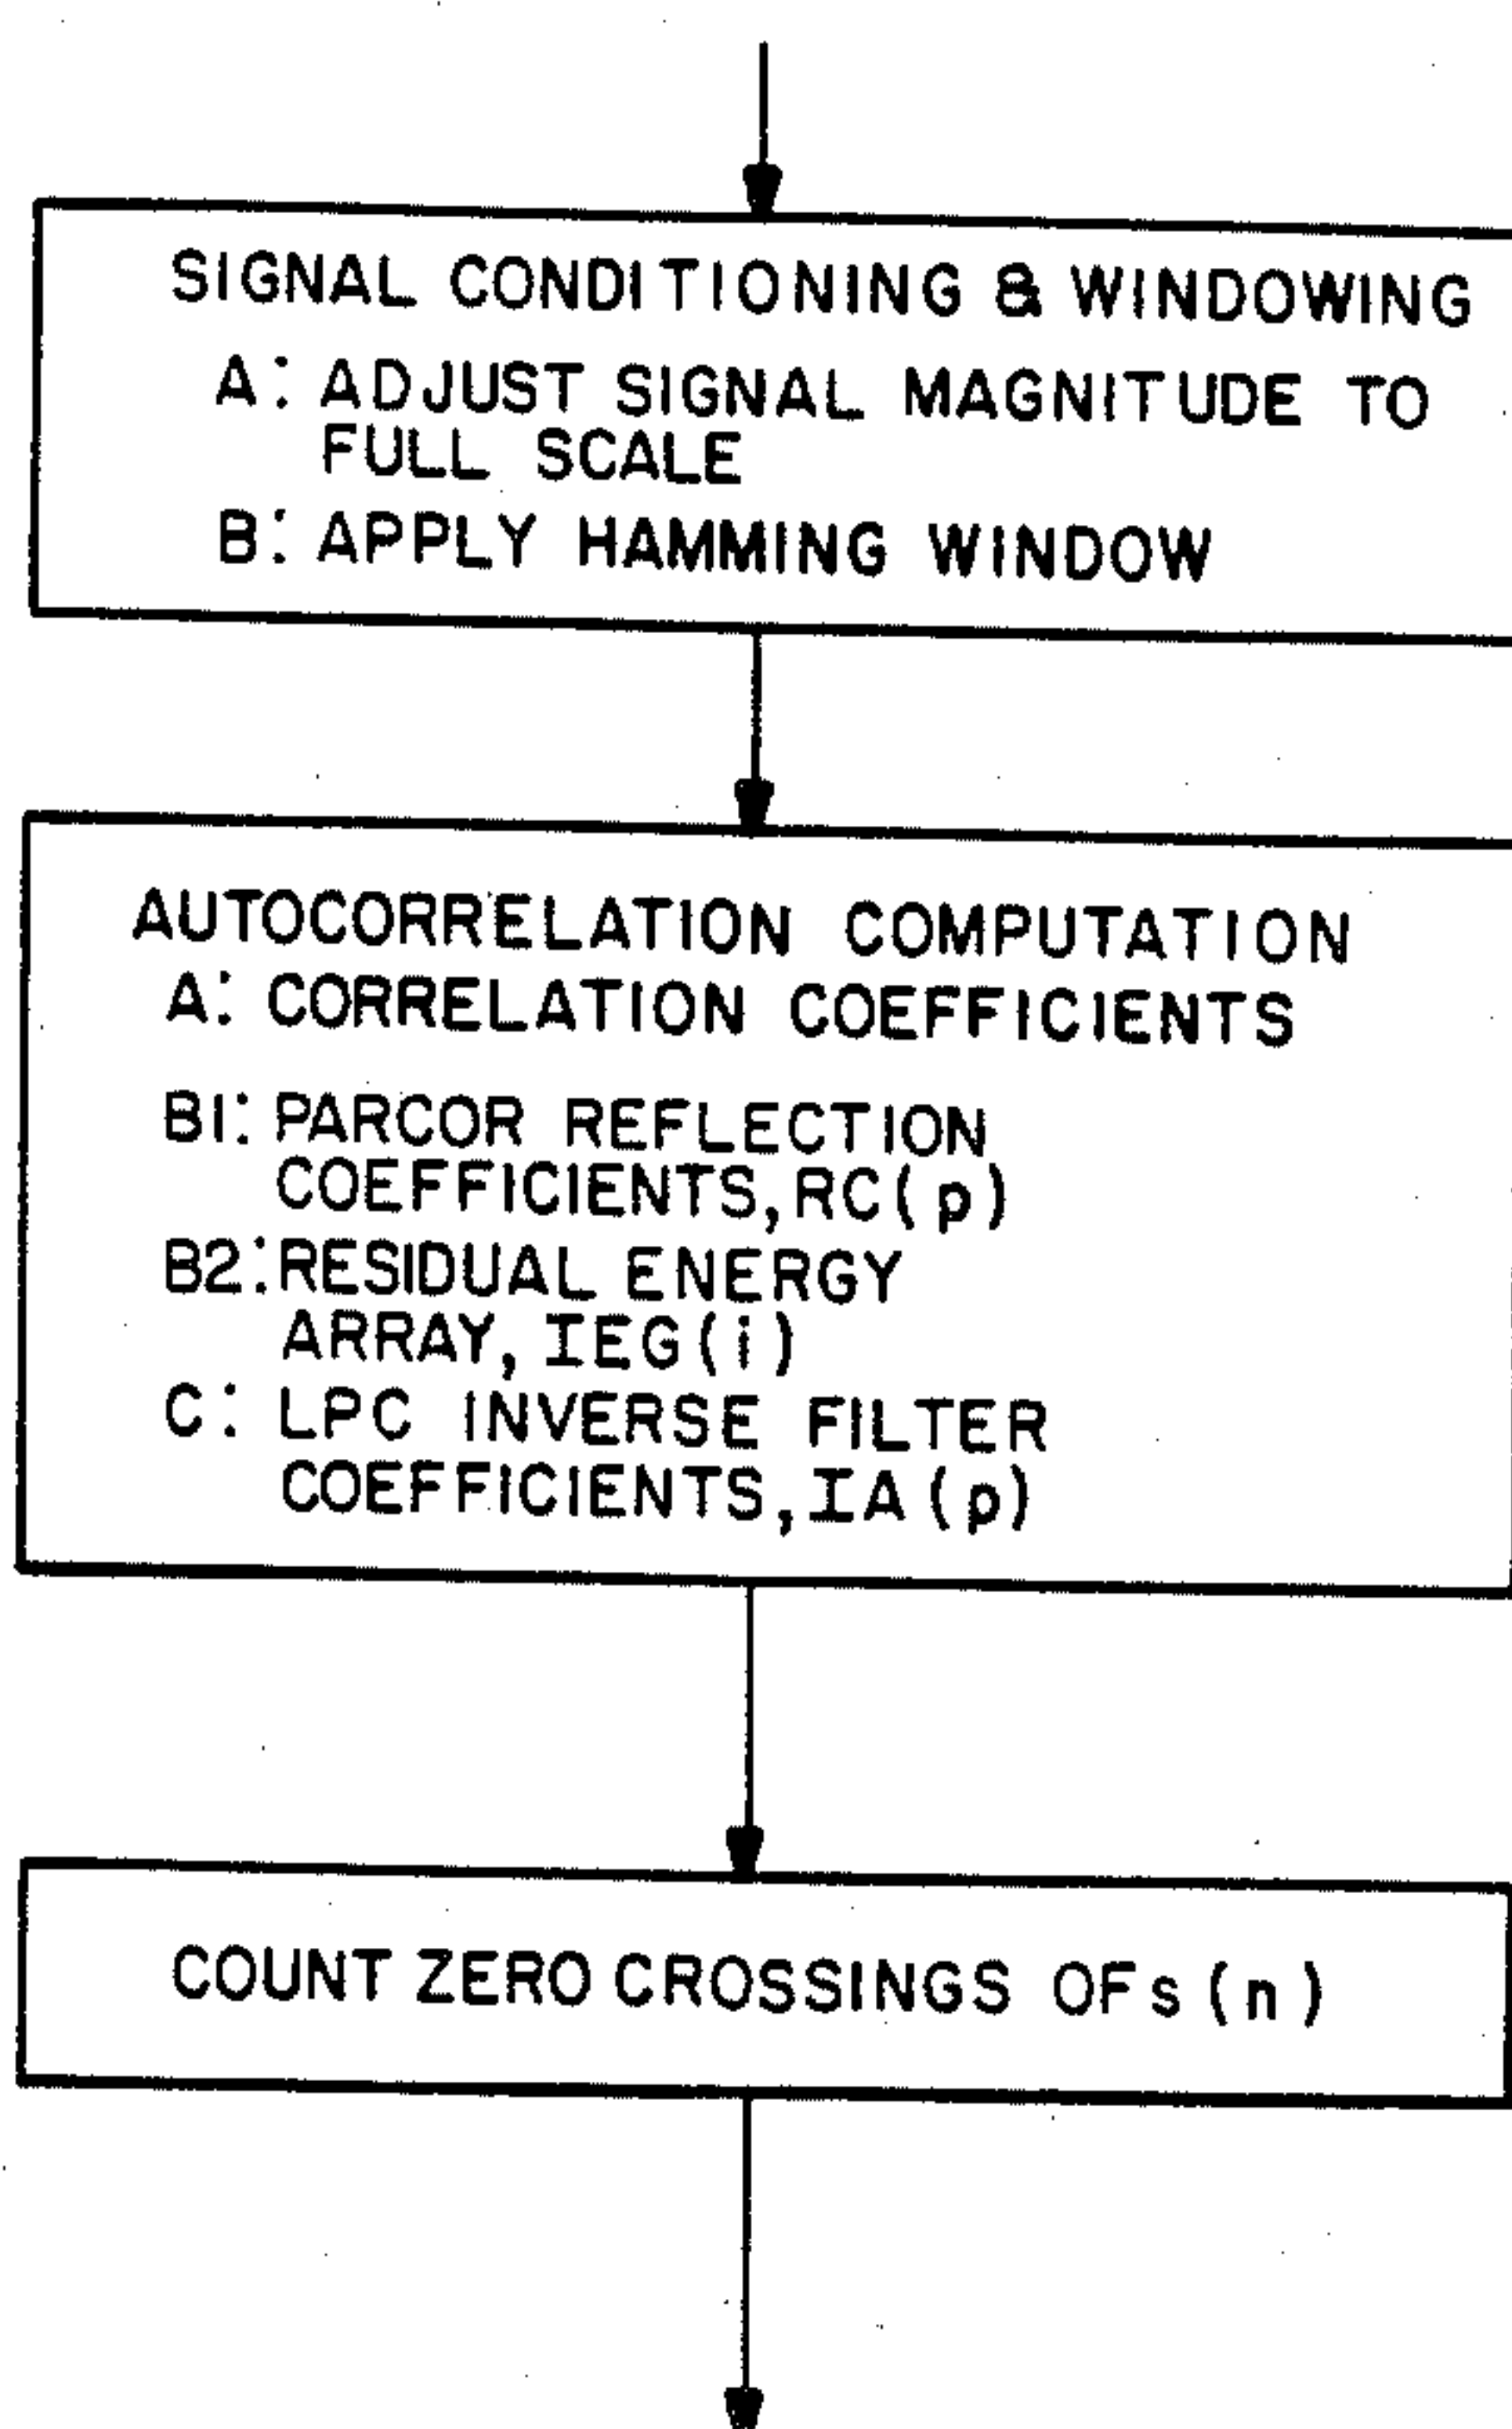 SIGNAL CONDITIONING & WINDOWING
A: ADJUST SIGNAL MAGNITUDE TO
FULL SCALE
B: APPLY HAMMING WINDOW
AUTOCORRELATION COMPUTATION
A: CORRELATION COEFFICIENTS
B1: PARCOR REFLECTION
COEFFICIENTS, RC(p)
B2: RESIDUAL ENERGY
ARRAY, IEG(i)
C: LPC INVERSE FILTER
COEFFICIENTS, IA(p)
COUNT ZERO CROSSINGS OF s(n)